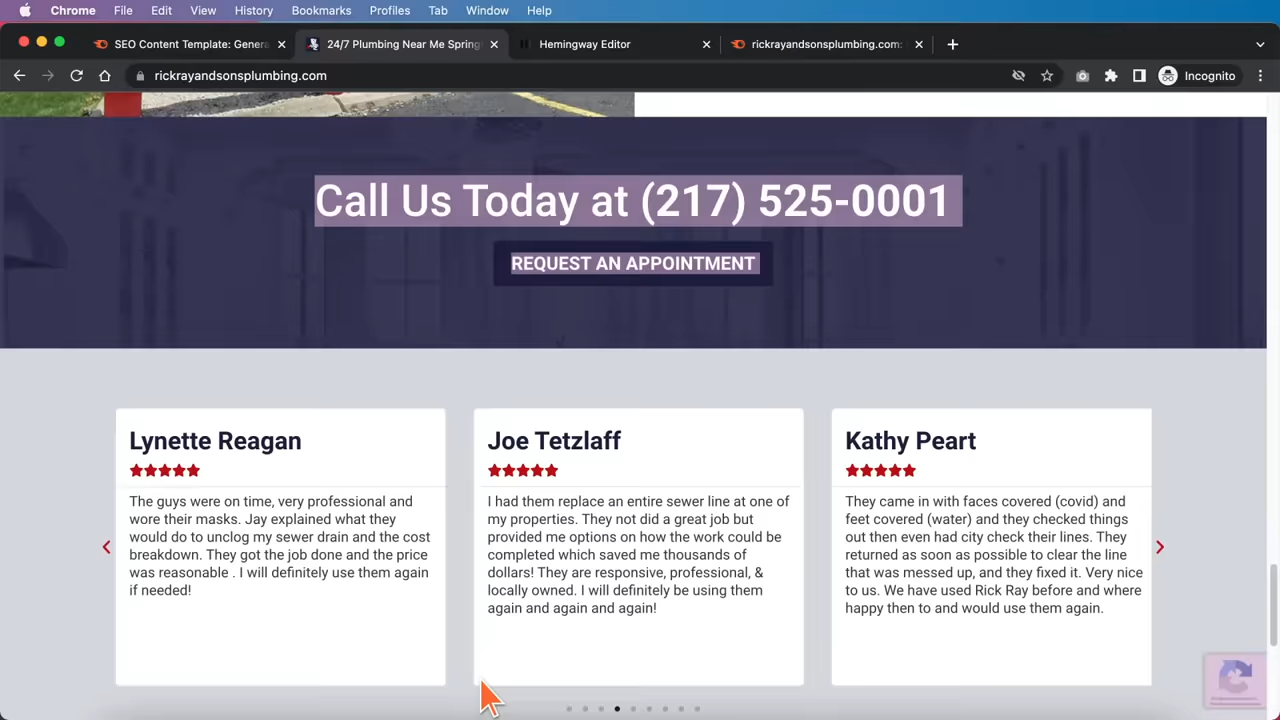 Chrome File Edit View History Bookmarks Profiles Tab Window Help
SEO Content Template: Genera 24/7 Plumbing Near Me Spring Hemingway Editor rickrayandsonsplumbing.com:
rickrayandsonsplumbing.com Incognito
Call Us Today at (217) 525-0001
REQUEST AN APPOINTMENT
Lynette Reagan
The guys were on time, very professional and
wore their masks. Jay explained what they
would do to unclog my sewer drain and the cost
breakdown. They got the job done and the price
was reasonable . I will definitely use them again
if needed!
Joe Tetzlaff
I had them replace an entire sewer line at one of
my properties. They not did a great job but
provided me options on how the work could be
completed which saved me thousands of
dollars! They are responsive, professional, &
locally owned. I will definitely be using them
again and again and again!
Kathy Peart
They came in with faces covered (covid) and
feet covered (water) and they checked things
out then even had city check their lines. They
returned as soon as possible to clear the line
that was messed up, and they fixed it. Very nice
to us. We have used Rick Ray before and where
happy then to and would use them again.